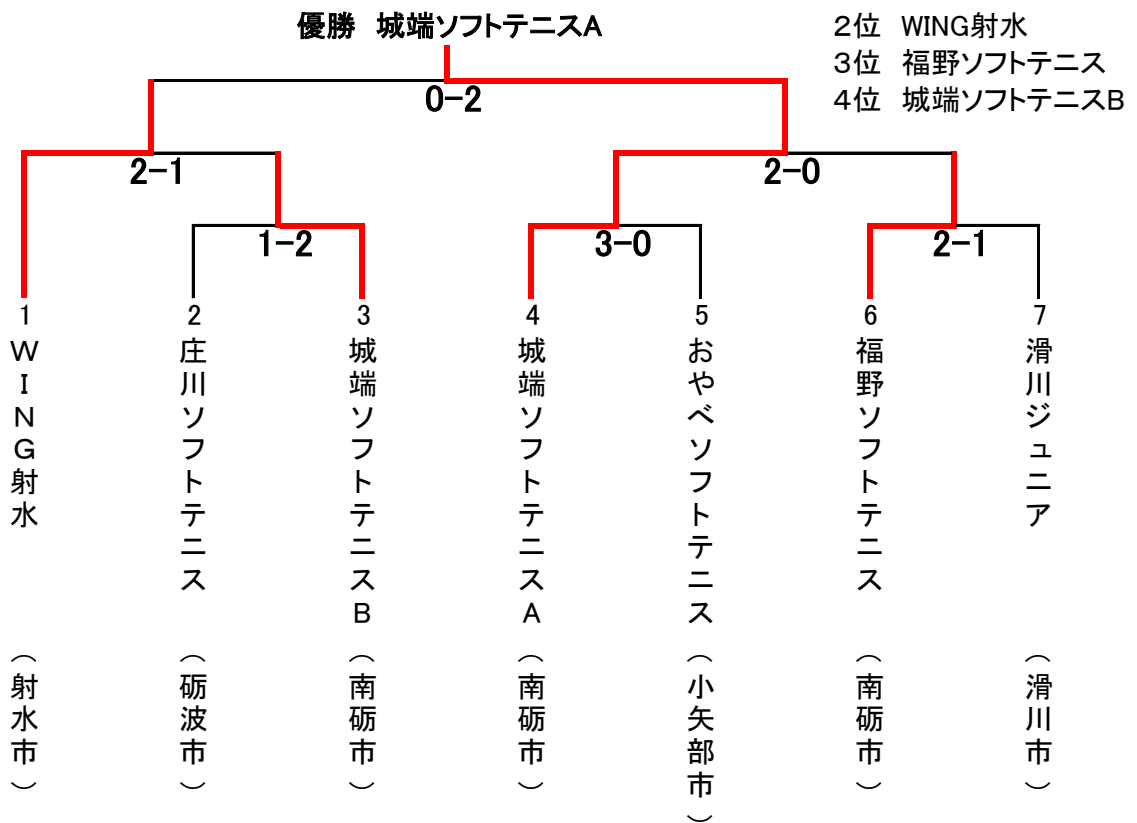 優勝 城端ソフトテニスA
2位 WING射水
3位 福野ソフトテニス
4位 城端ソフトテニスB
0-2
2-1
2-0
1-2
3-0
2-1
1
WING射水
(射水市)
2
庄川ソフトテニス
(砺波市)
3
城端ソフトテニスB
(南砺市)
4
城端ソフトテニスA
(南砺市)
5
おやべソフトテニス
(小矢部市)
6
福野ソフトテニス
(南砺市)
7
滑川ジュニア
(滑川市)